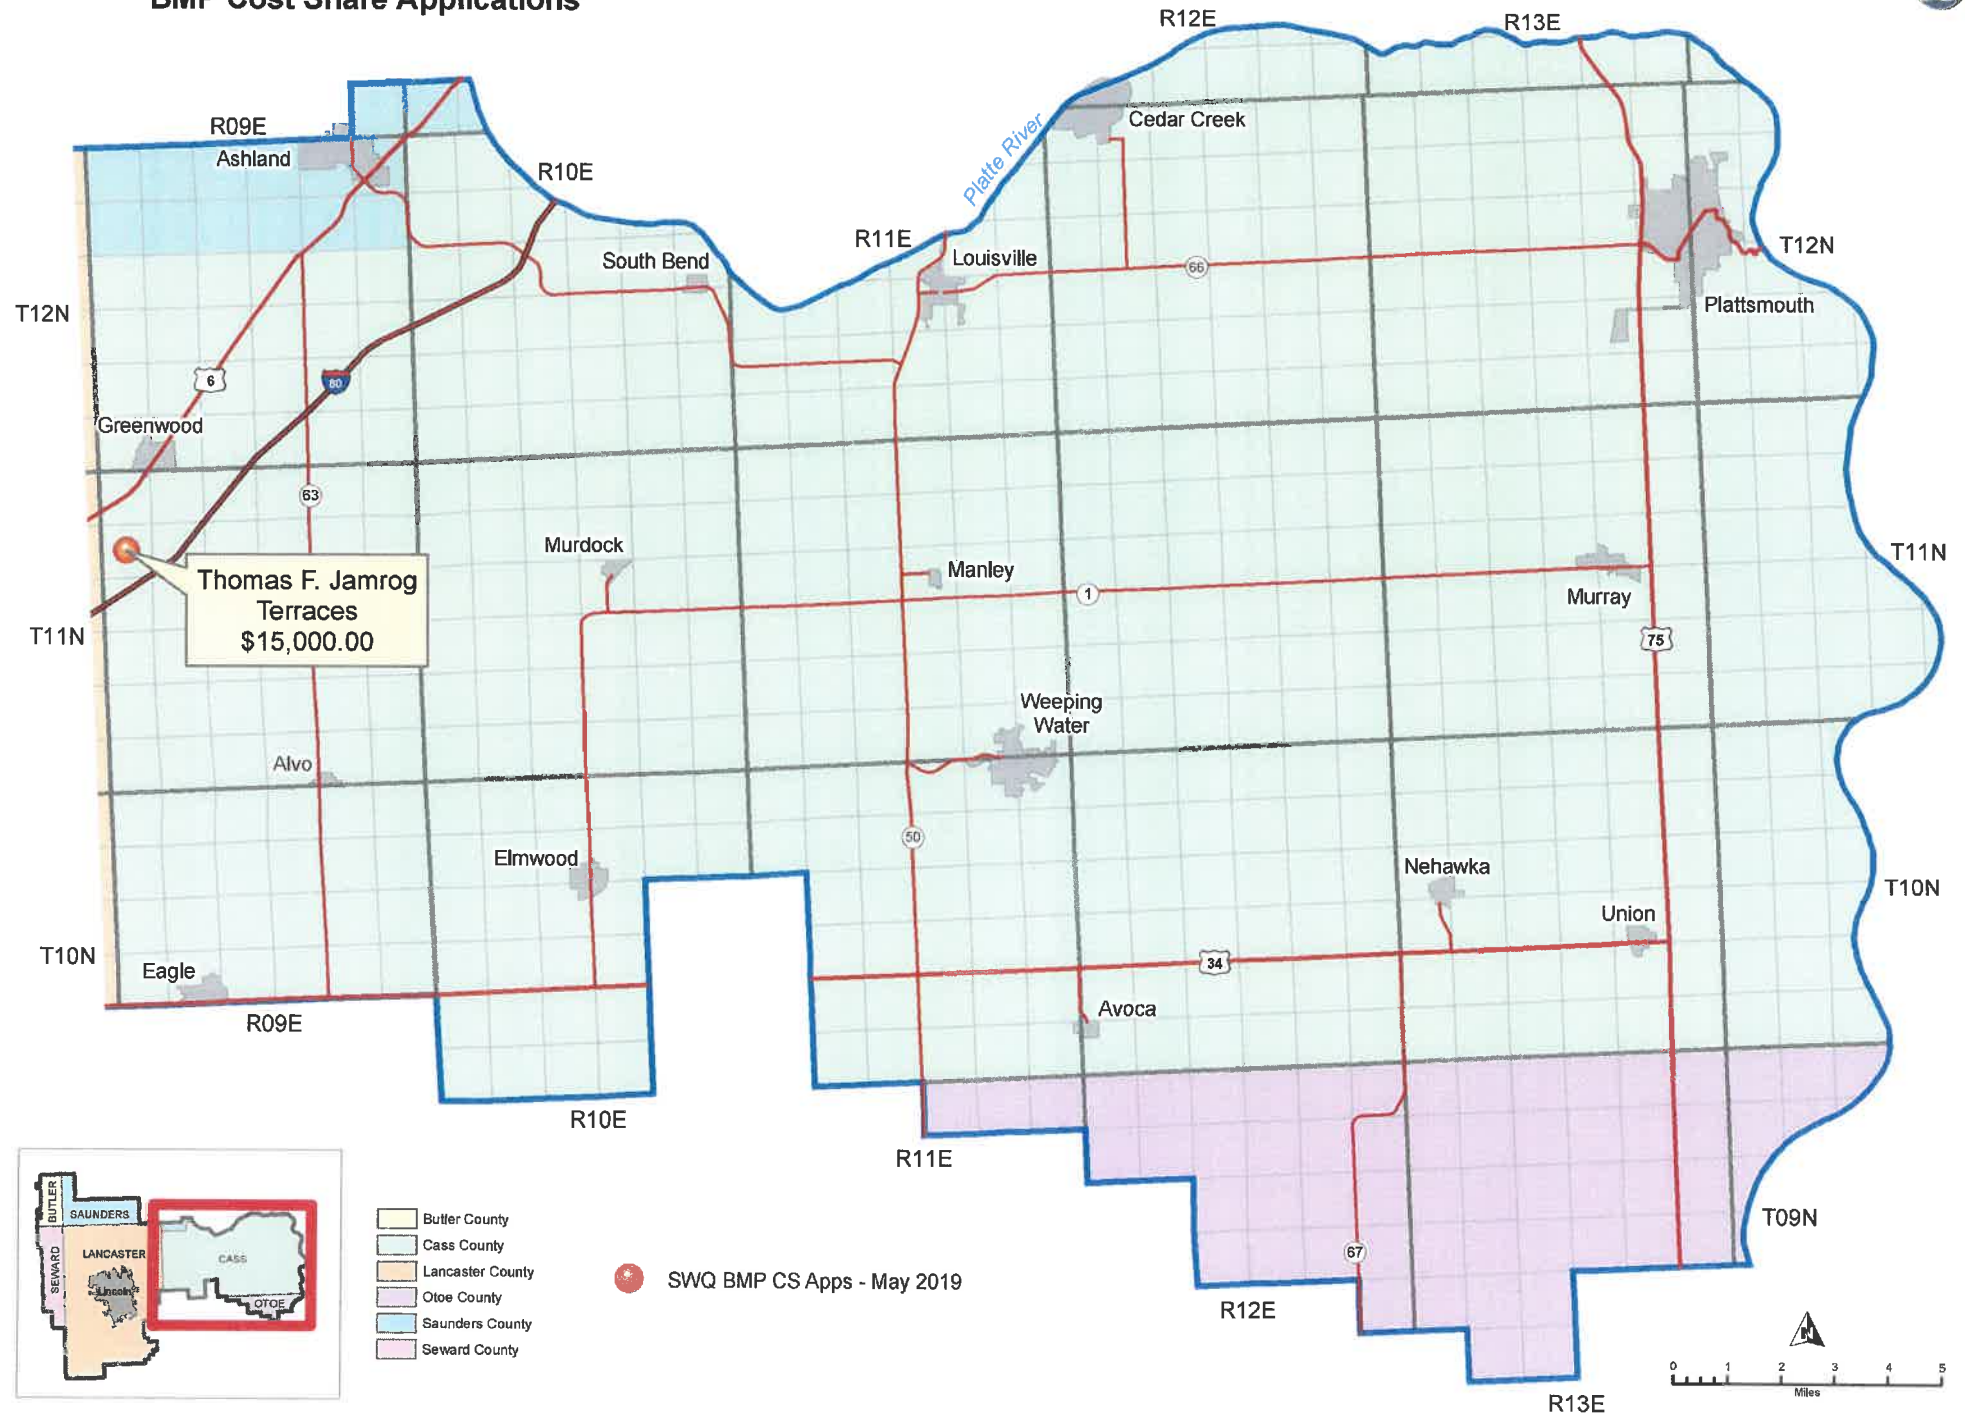 BMP Cost Share Applications
R12E
R13E
R09E
Ashland
Cedar Creek
Platte River
R10E
R11E
South Bend
Louisville
66
T12N
T12N
Plattsmouth
6
80
Greenwood
63
Murdock
Manley
T11N
Thomas F. Jamrog
Terraces
$15,000.00
1
Murray
T11N
75
Weeping
Water
Alvo
50
Elmwood
Nehawka
T10N
Union
T10N
34
Eagle
Avoca
R09E
R10E
R11E
T09N
67
R12E
R13E
BUTLER
SAUNDERS
SEWARD
LANCASTER
Lincoln
CASS
OTOE
Butler County
Cass County
Lancaster County
Otoe County
Saunders County
Seward County
SWQ BMP CS Apps - May 2019
N
0 1 2 3 4 5
Miles